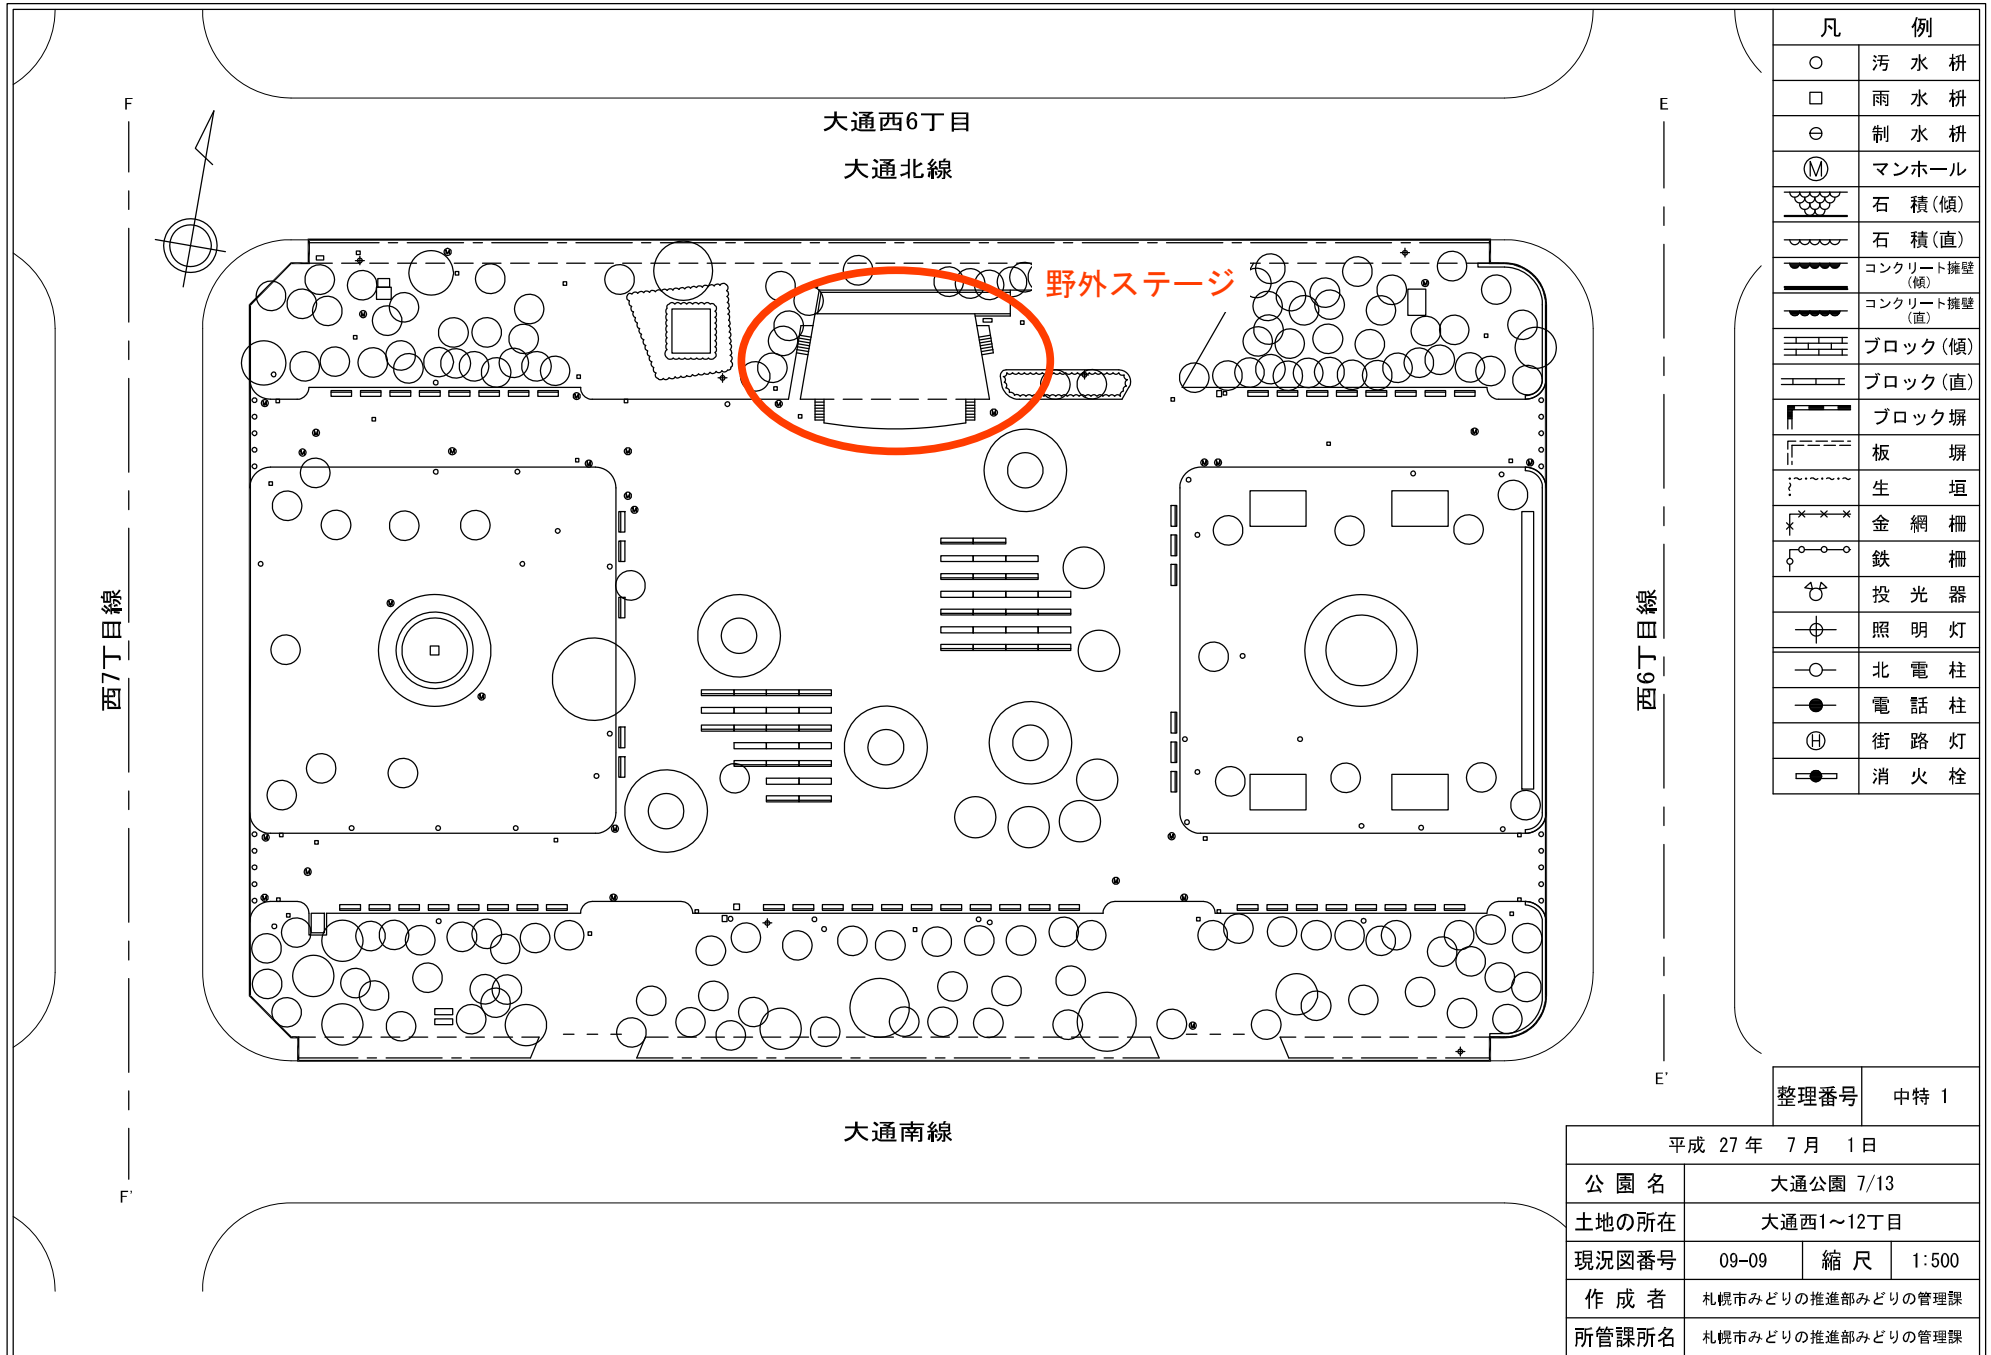 大通西6丁目
大通北線
野外ステージ
F
E
西7丁目線
西6丁目線
F'
E'
大通南線
凡 例
汚水枡
雨水枡
制水枡
M マンホール
石積(傾)
石積(直)
コンクリート擁壁(傾)
コンクリート擁壁(直)
ブロック(傾)
ブロック(直)
ブロック塀
板塀
生垣
金網柵
鉄柵
投光器
照明灯
北電柱
電話柱
H 街路灯
消火栓
整理番号 中特 1
平成 27年 7月 1日
公園名 大通公園 7/13
土地の所在 大通西1~12丁目
現況図番号 09-09 縮尺 1:500
作成者 札幌市みどりの推進部みどりの管理課
所管課所名 札幌市みどりの推進部みどりの管理課